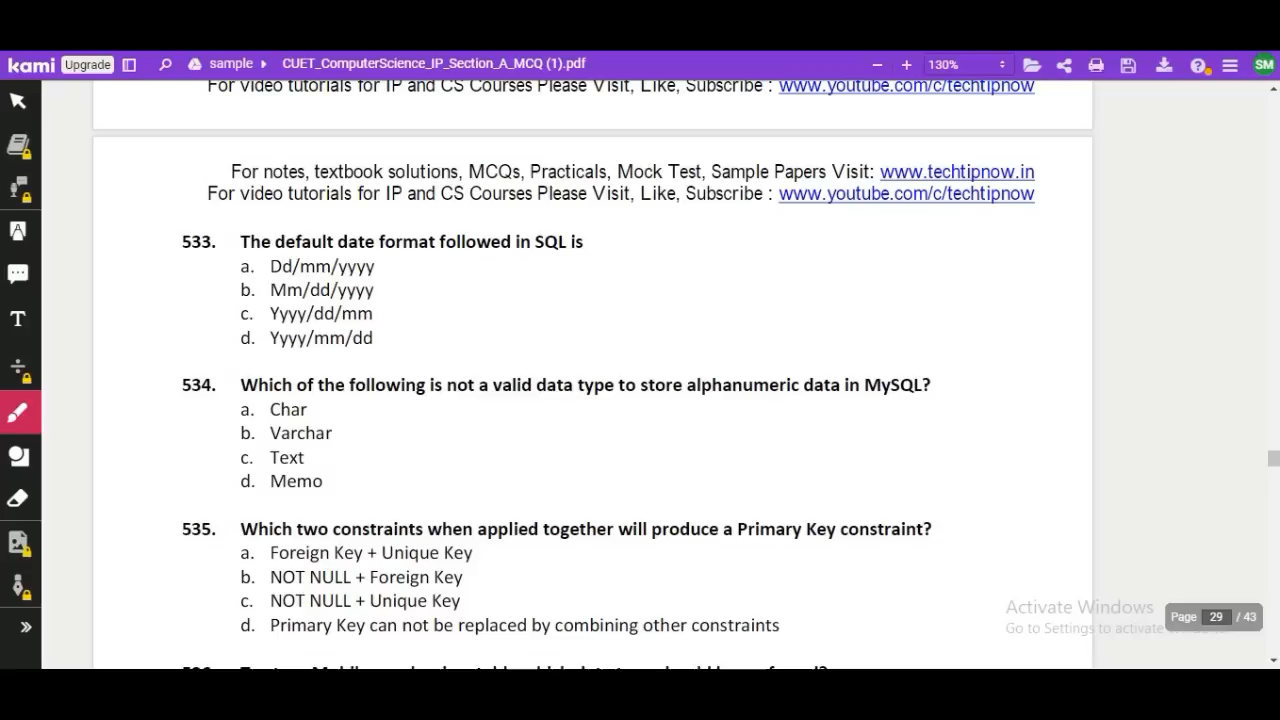 kami Upgrade sample CUET_ComputerScience_IP_Section_A_MCQ (1).pdf 130% SM
For video tutorials for IP and CS Courses Please Visit, Like, Subscribe : www.youtube.com/c/techtipnow
For notes, textbook solutions, MCQs, Practicals, Mock Test, Sample Papers Visit: www.techtipnow.in
For video tutorials for IP and CS Courses Please Visit, Like, Subscribe : www.youtube.com/c/techtipnow
533. The default date format followed in SQL is
a. Dd/mm/yyyy
b. Mm/dd/yyyy
c. Yyyy/dd/mm
d. Yyyy/mm/dd
534. Which of the following is not a valid data type to store alphanumeric data in MySQL?
a. Char
b. Varchar
c. Text
d. Memo
535. Which two constraints when applied together will produce a Primary Key constraint?
a. Foreign Key + Unique Key
b. NOT NULL + Foreign Key
c. NOT NULL + Unique Key
d. Primary Key can not be replaced by combining other constraints
Activate Windows
Go to Settings to activate
Page 29 / 43